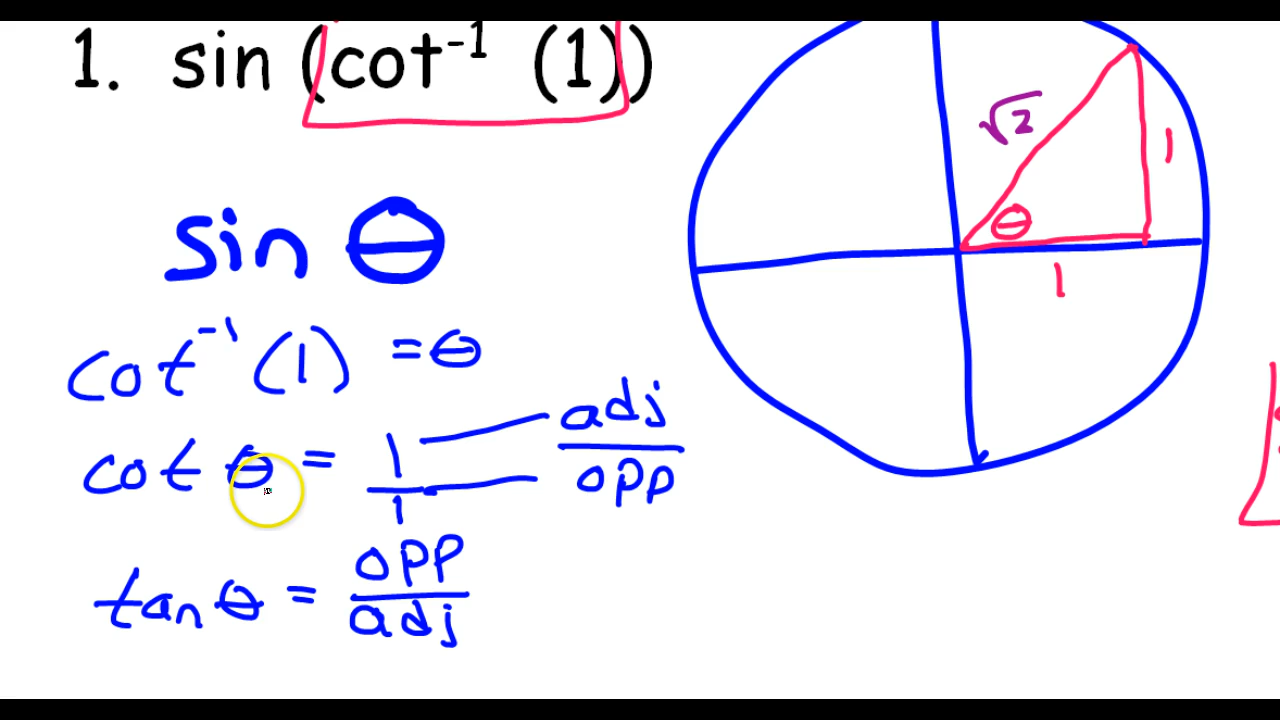 1. sin (cot⁻¹ (1))
sin θ
cot⁻¹ (1) = θ
cot θ = 1/1 adj/opp
tan θ = opp/adj
√2
1
θ
1